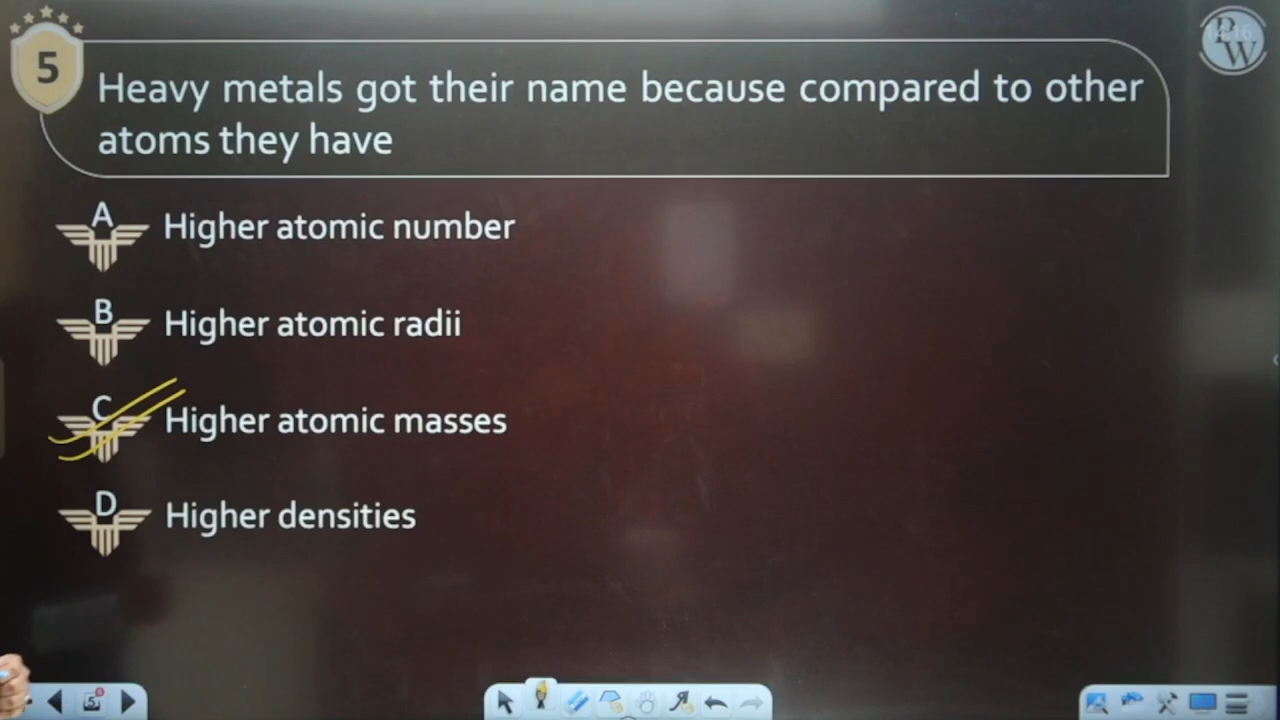 5
Heavy metals got their name because compared to other
atoms they have
A Higher atomic number
B Higher atomic radii
C Higher atomic masses
D Higher densities
PW
5